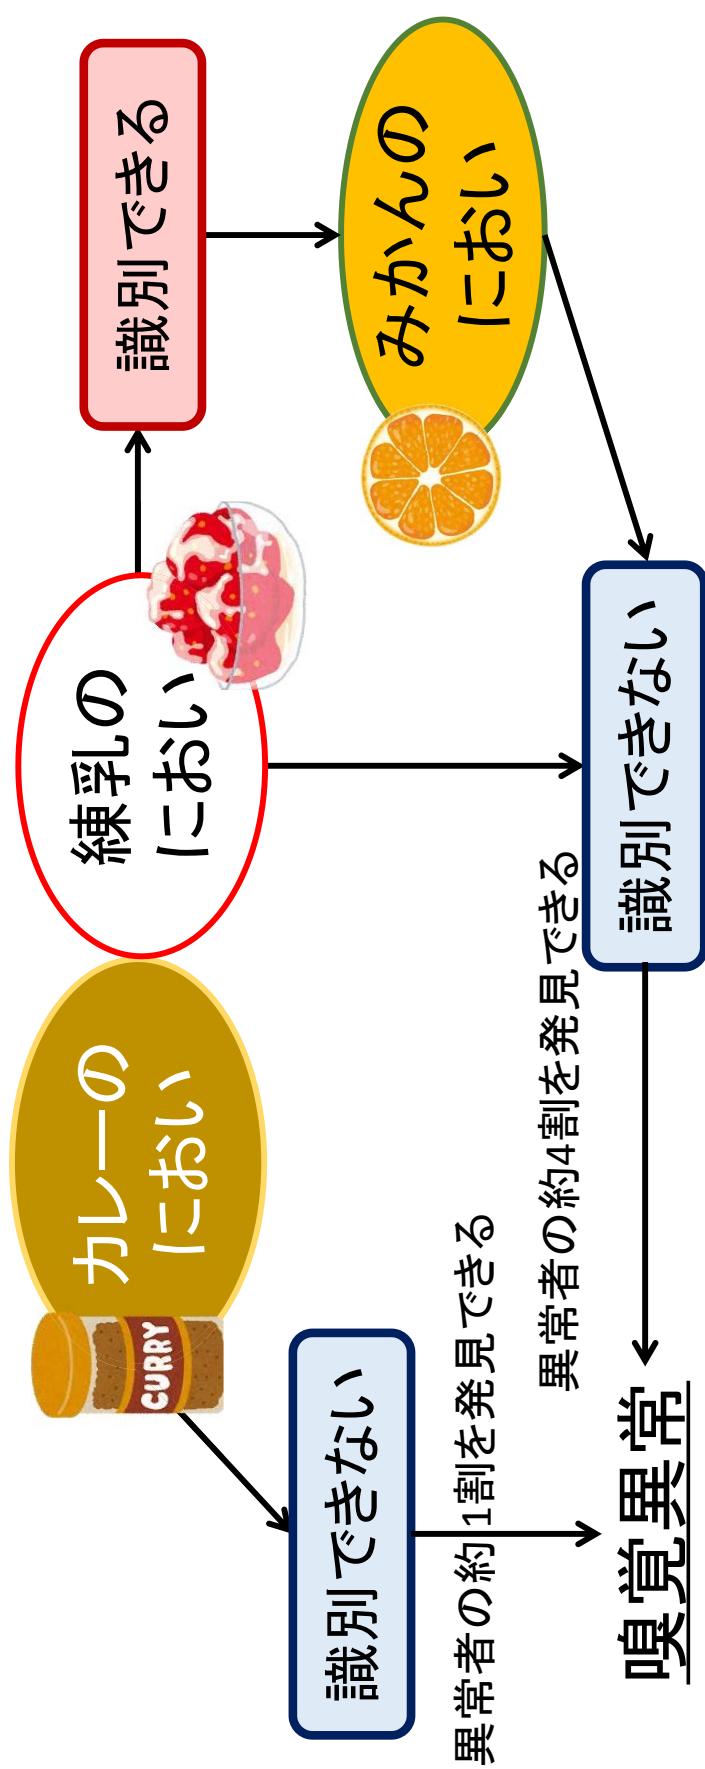 カレーの
におい
CURRY
練乳の
におい
識別できる
みかんの
におい
識別できない
異常者の約1割を発見できる
異常者の約4割を発見できる
識別できない
嗅覚異常